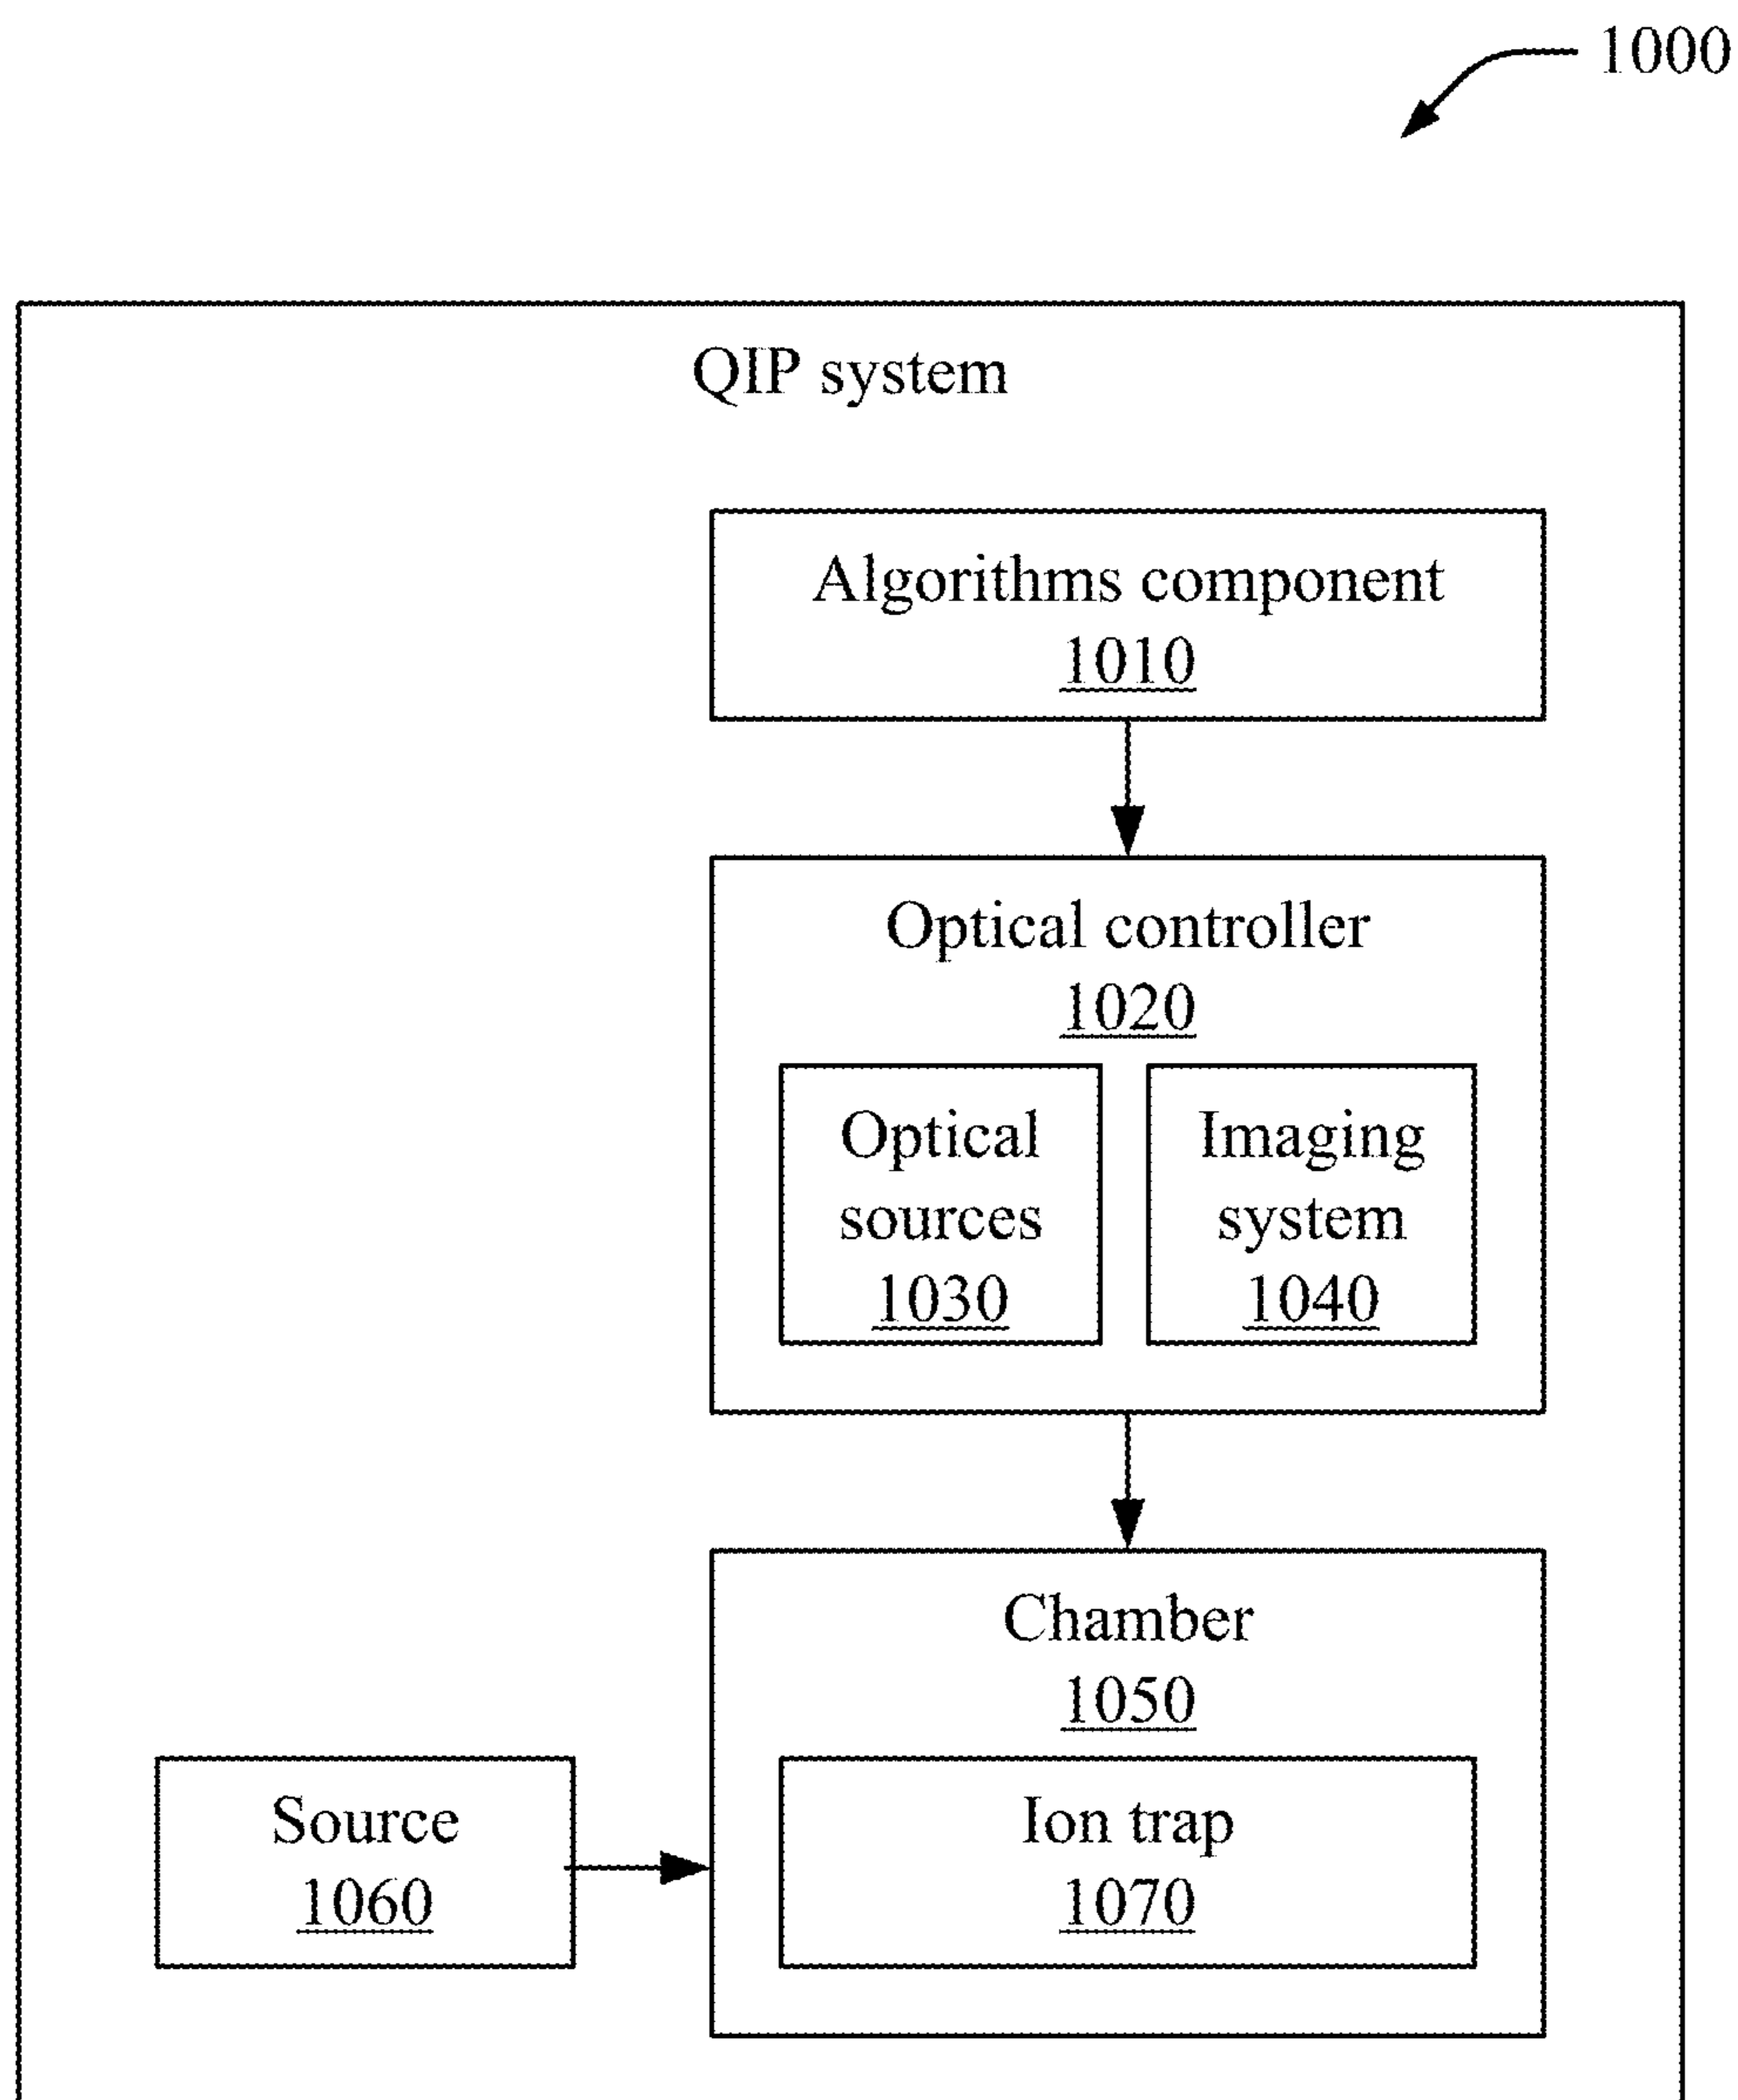 1000
QIP system
Algorithms component
1010
Optical controller
1020
Optical
sources
1030
Imaging
system
1040
Chamber
1050
Source
1060
Ion trap
1070